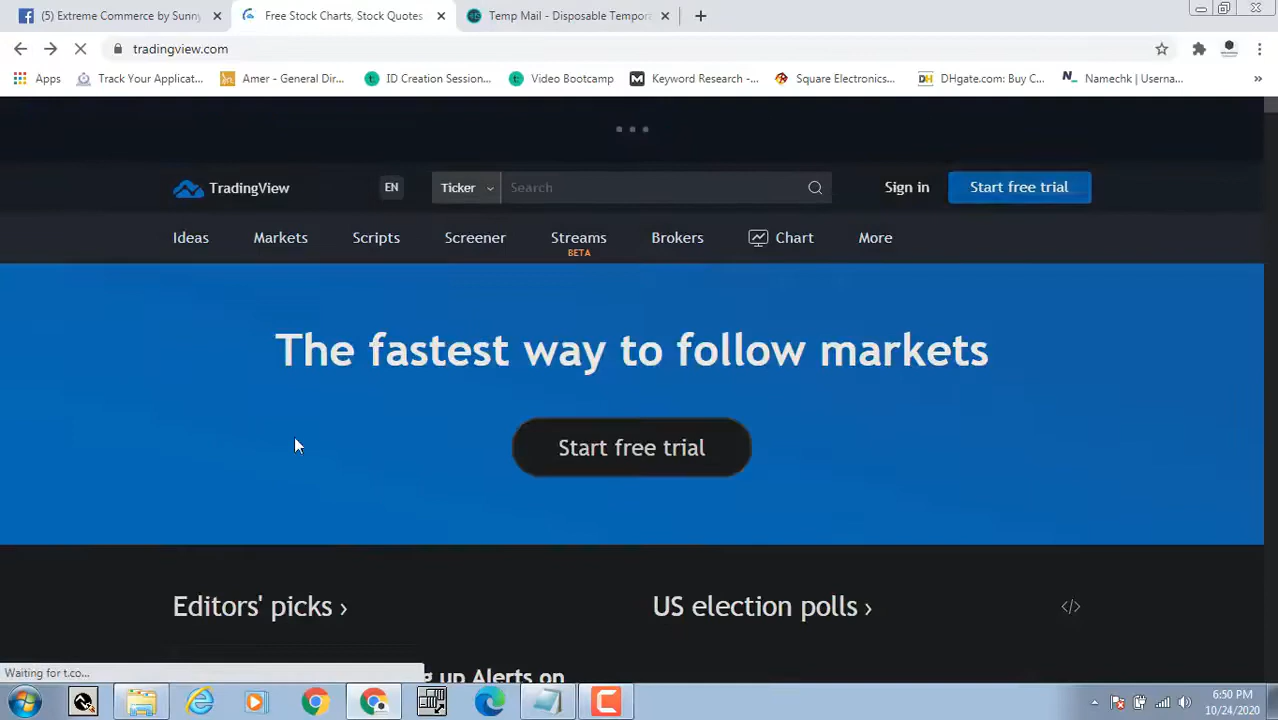 (5) Extreme Commerce by Sunny
Free Stock Charts, Stock Quotes
Temp Mail - Disposable Tempora
tradingview.com
Apps
Track Your Applicat...
Amer - General Dir...
ID Creation Session...
Video Bootcamp
Keyword Research -...
Square Electronics...
DHgate.com: Buy C...
Namechk | Userna...
TradingView
EN
Ticker
Search
Sign in
Start free trial
Ideas
Markets
Scripts
Screener
Streams
BETA
Brokers
Chart
More
The fastest way to follow markets
Start free trial
Editors' picks ›
US election polls ›
g up Alerts on
Waiting for t.co...
6:50 PM
10/24/2020